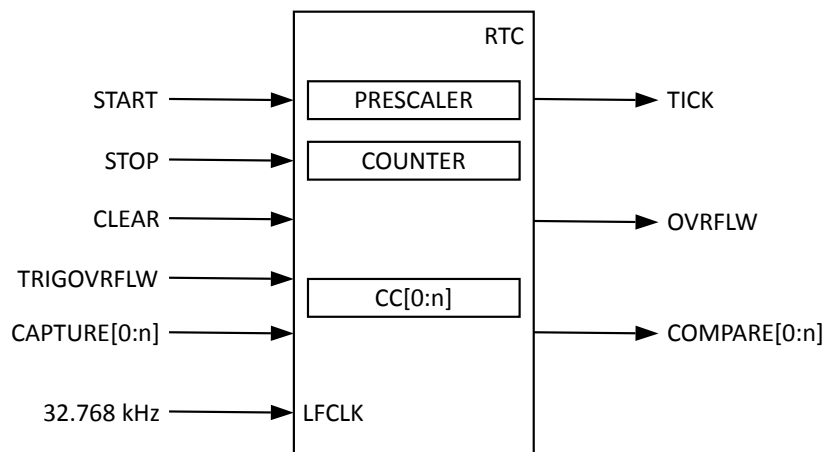 RTC
START PRESCALER TICK
STOP COUNTER
CLEAR OVRFLW
TRIGOVRFLW
CC[0:n]
CAPTURE[0:n] COMPARE[0:n]
32.768 kHz LFCLK